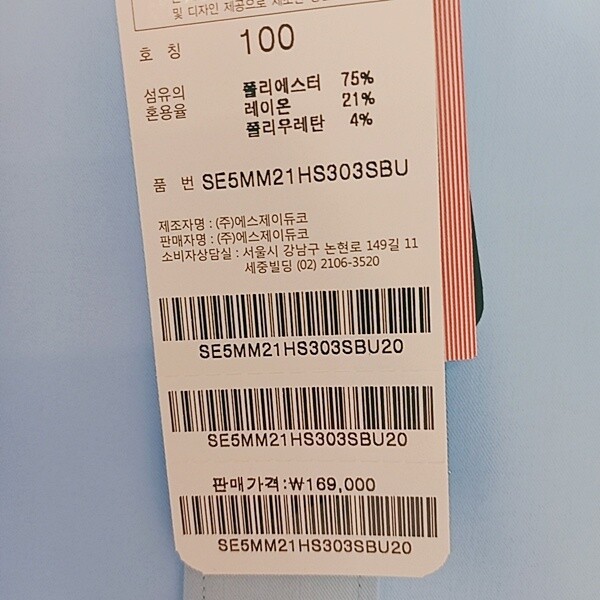 및 디자인 제공으로 제조한
호 칭 100
섬유의 혼용율
폴리에스터 75%
레이온 21%
폴리우레탄 4%
품 번 SE5MM21HS303SBU
제조자명 : (주)에스제이듀코
판매자명 : (주)에스제이듀코
소비자상담실 : 서울시 강남구 논현로 149길 11
세중빌딩 (02) 2106-3520
SE5MM21HS303SBU20
SE5MM21HS303SBU20
판매가격:₩169,000
SE5MM21HS303SBU20